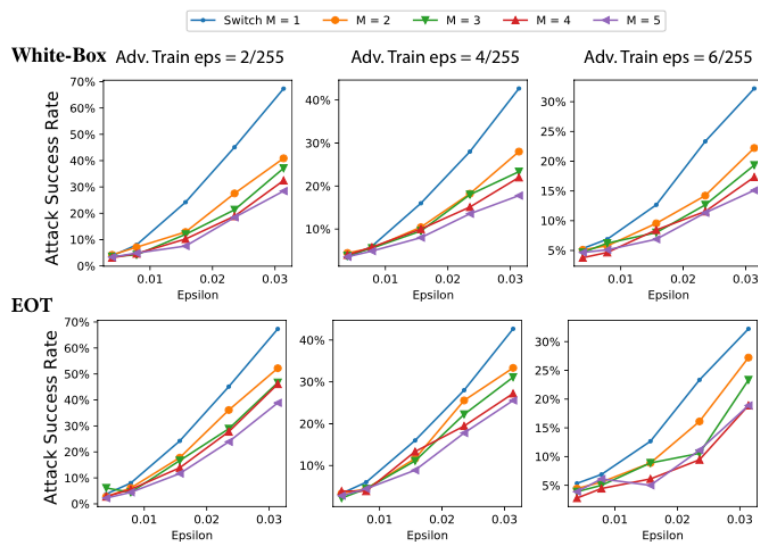 Switch M = 1 M = 2 M = 3 M = 4 M = 5
White-Box Adv. Train eps = 2/255 Adv. Train eps = 4/255 Adv. Train eps = 6/255
Attack Success Rate
70%
60%
50%
40%
30%
20%
10%
0%
0.01 0.02 0.03
Epsilon
40%
30%
20%
10%
0.01 0.02 0.03
Epsilon
30%
25%
20%
15%
10%
5%
0.01 0.02 0.03
Epsilon
EOT
Attack Success Rate
70%
60%
50%
40%
30%
20%
10%
0%
0.01 0.02 0.03
Epsilon
40%
30%
20%
10%
0.01 0.02 0.03
Epsilon
30%
25%
20%
15%
10%
5%
0.01 0.02 0.03
Epsilon